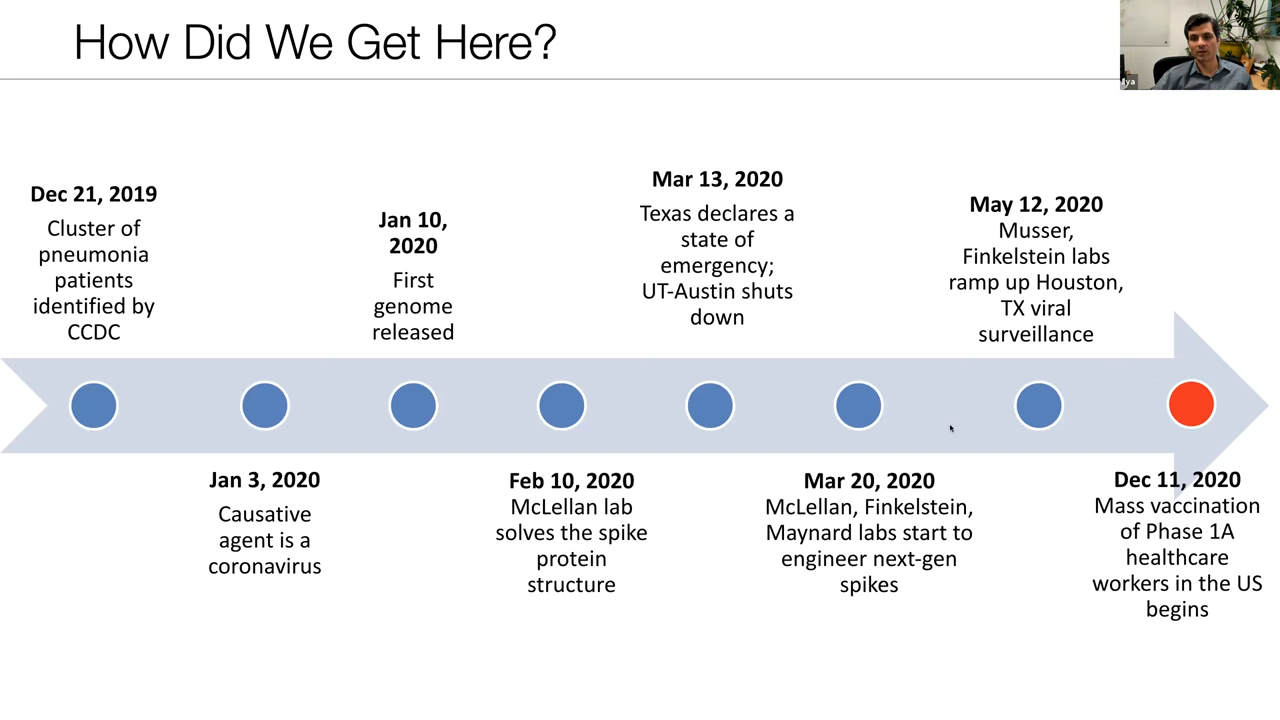 How Did We Get Here?
lya
Dec 21, 2019
Cluster of
pneumonia
patients
identified by
CCDC
Jan 3, 2020
Causative
agent is a
coronavirus
Jan 10,
2020
First
genome
released
Feb 10, 2020
McLellan lab
solves the spike
protein
structure
Mar 13, 2020
Texas declares a
state of
emergency;
UT-Austin shuts
down
Mar 20, 2020
McLellan, Finkelstein,
Maynard labs start to
engineer next-gen
spikes
May 12, 2020
Musser,
Finkelstein labs
ramp up Houston,
TX viral
surveillance
Dec 11, 2020
Mass vaccination
of Phase 1A
healthcare
workers in the US
begins